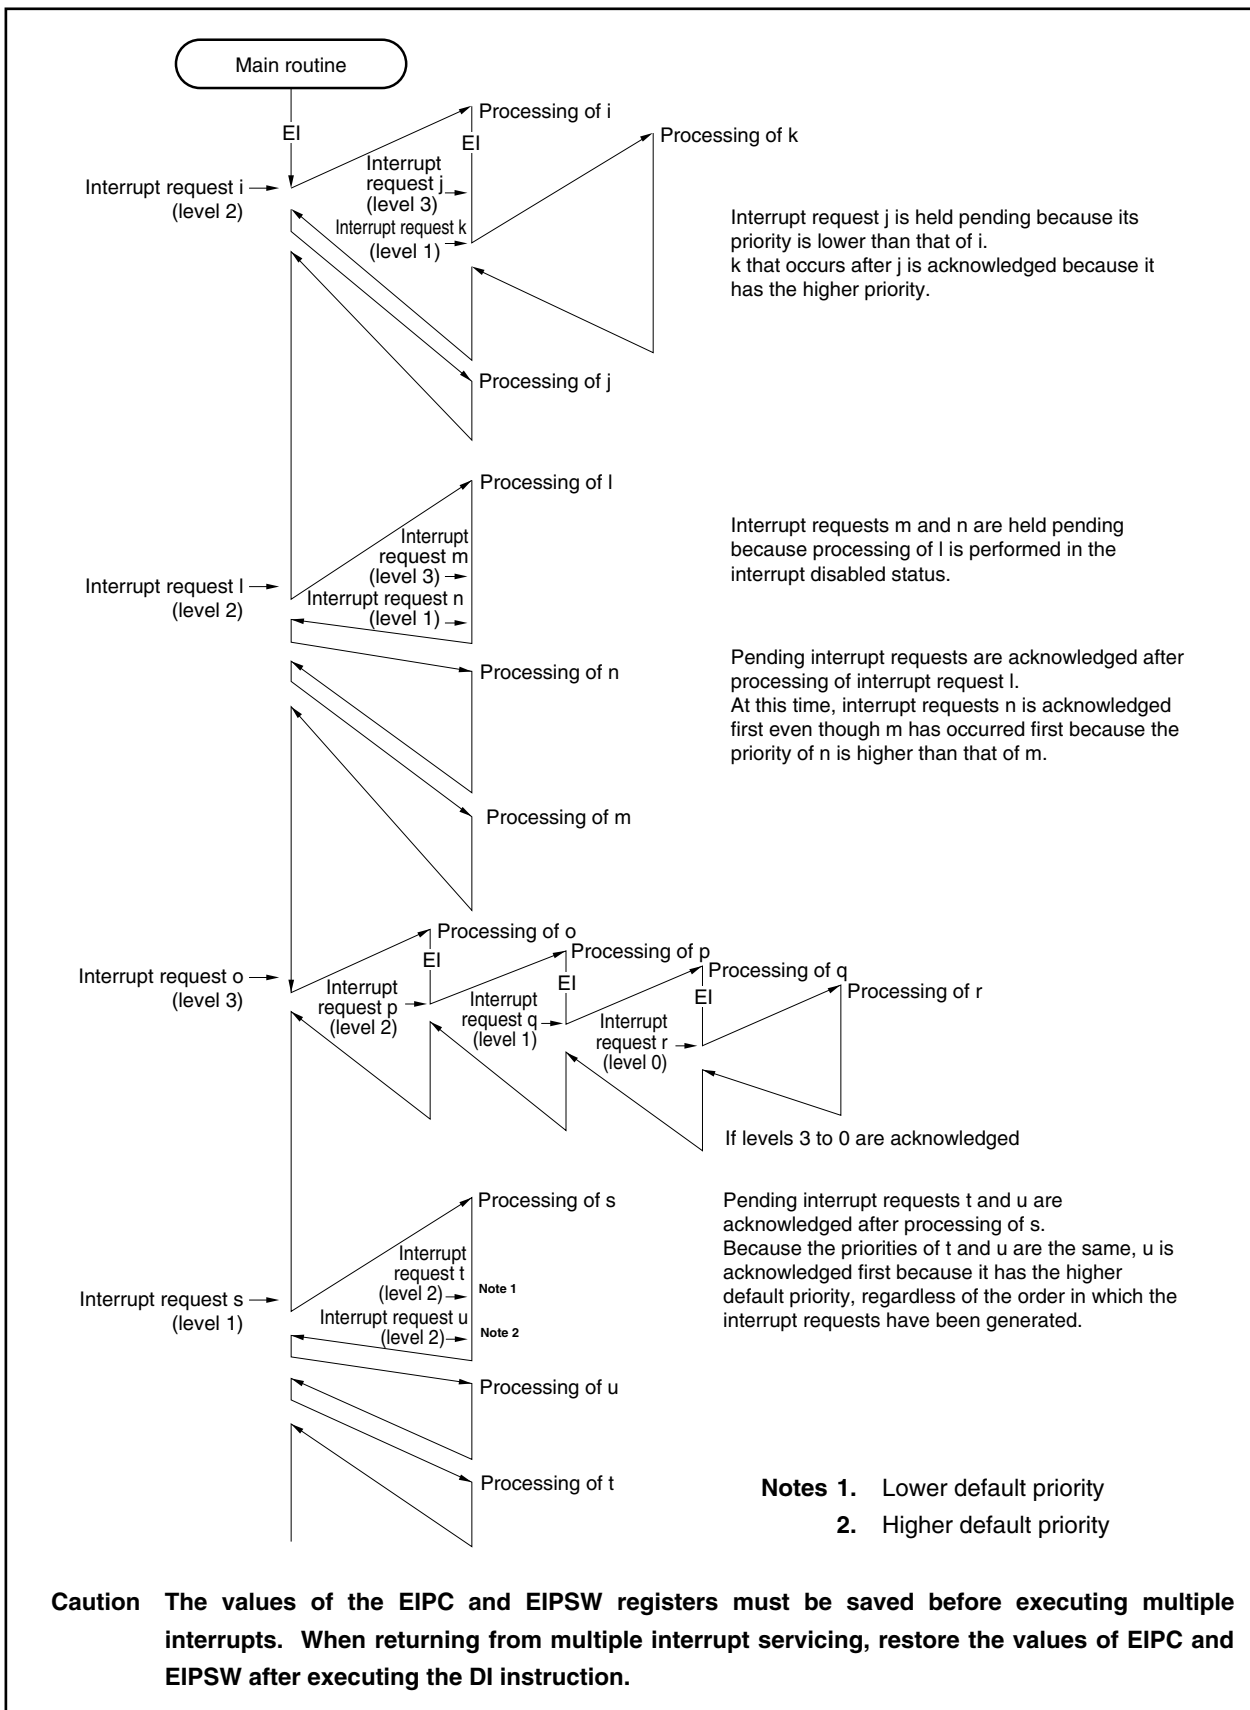 Main routine
EI
Processing of i
EI
Processing of k
Interrupt request i
(level 2)
Interrupt
request j
(level 3)
Interrupt request k
(level 1)
Interrupt request j is held pending because its
priority is lower than that of i.
k that occurs after j is acknowledged because it
has the higher priority.
Processing of j
Processing of l
Interrupt request l
(level 2)
Interrupt
request m
(level 3)
Interrupt request n
(level 1)
Interrupt requests m and n are held pending
because processing of l is performed in the
interrupt disabled status.
Processing of n
Pending interrupt requests are acknowledged after
processing of interrupt request l.
At this time, interrupt requests n is acknowledged
first even though m has occurred first because the
priority of n is higher than that of m.
Processing of m
Processing of o
EI
Processing of p
EI
Processing of q
EI
Processing of r
Interrupt request o
(level 3)
Interrupt
request p
(level 2)
Interrupt
request q
(level 1)
Interrupt
request r
(level 0)
If levels 3 to 0 are acknowledged
Processing of s
Interrupt request s
(level 1)
Interrupt
request t
(level 2)
Note 1
Interrupt request u
(level 2)
Note 2
Pending interrupt requests t and u are
acknowledged after processing of s.
Because the priorities of t and u are the same, u is
acknowledged first because it has the higher
default priority, regardless of the order in which the
interrupt requests have been generated.
Processing of u
Processing of t
Notes 1. Lower default priority
2. Higher default priority
Caution The values of the EIPC and EIPSW registers must be saved before executing multiple
interrupts. When returning from multiple interrupt servicing, restore the values of EIPC and
EIPSW after executing the DI instruction.